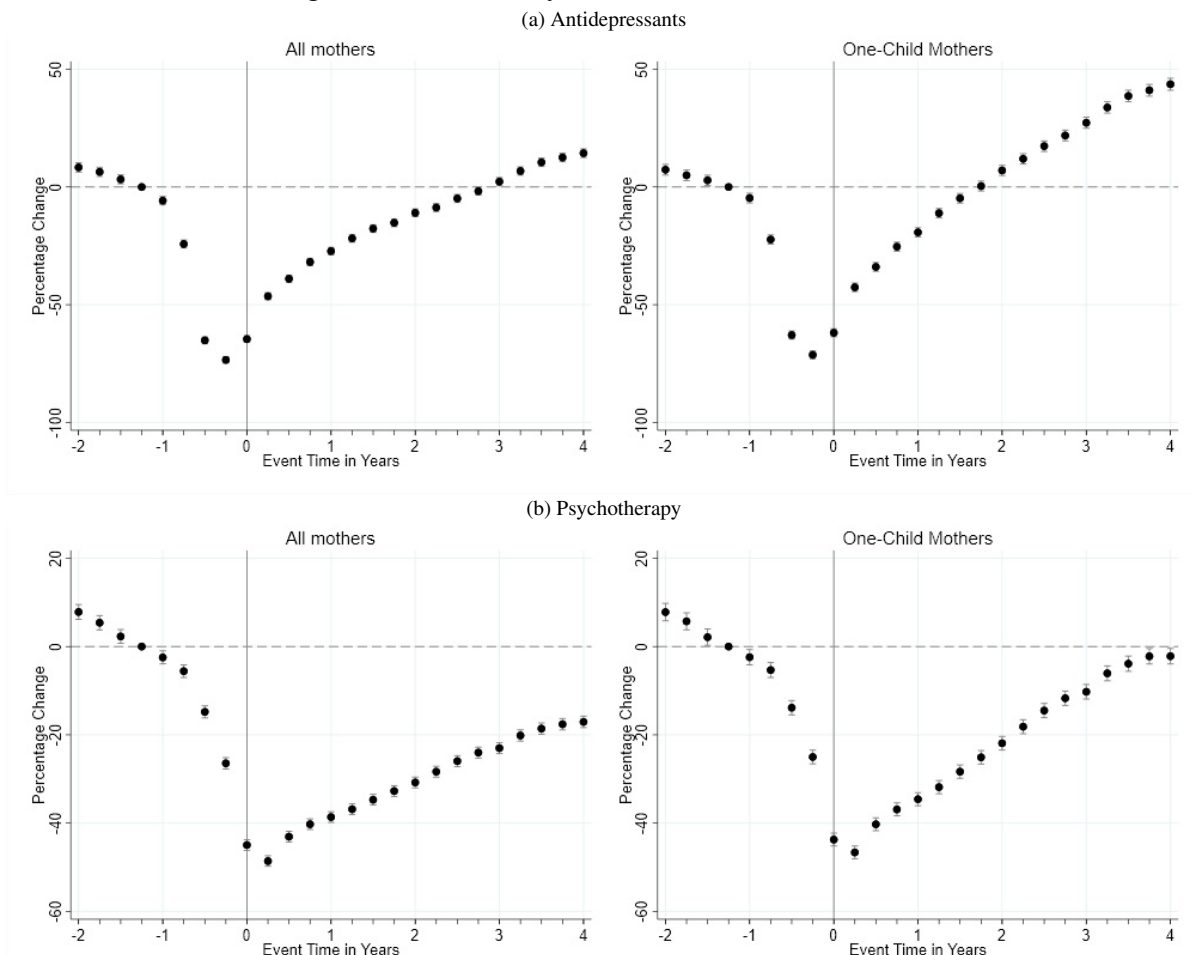 (a) Antidepressants
All mothers
One-Child Mothers
50
0
-50
-100
Percentage Change
-2 -1 0 1 2 3 4
Event Time in Years
50
0
-50
-100
Percentage Change
-2 -1 0 1 2 3 4
Event Time in Years
(b) Psychotherapy
All mothers
One-Child Mothers
20
0
-20
-40
-60
Percentage Change
-2 -1 0 1 2 3 4
Event Time in Years
20
0
-20
-40
-60
Percentage Change
-2 -1 0 1 2 3 4
Event Time in Years